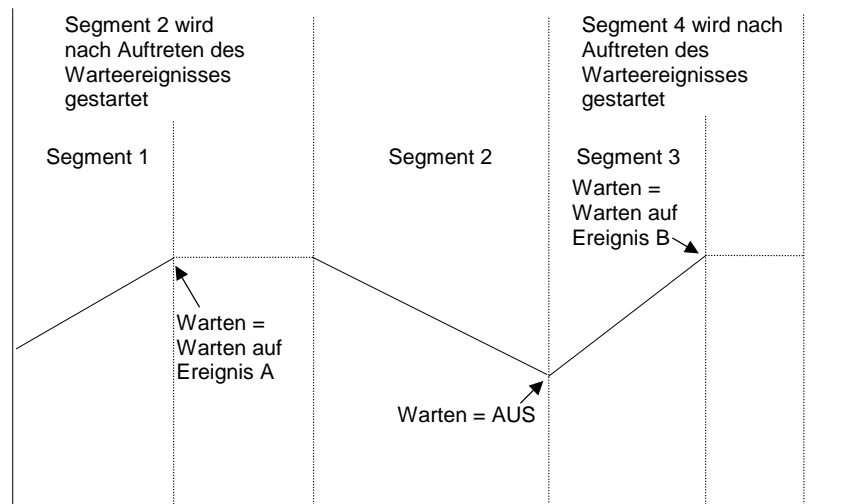 Segment 2 wird
nach Auftreten des
Warteereignisses
gestartet
Segment 4 wird nach
Auftreten des
Warteereignisses
gestartet
Segment 1
Segment 2
Segment 3
Warten =
Warten auf
Ereignis B
Warten =
Warten auf
Ereignis A
Warten = AUS